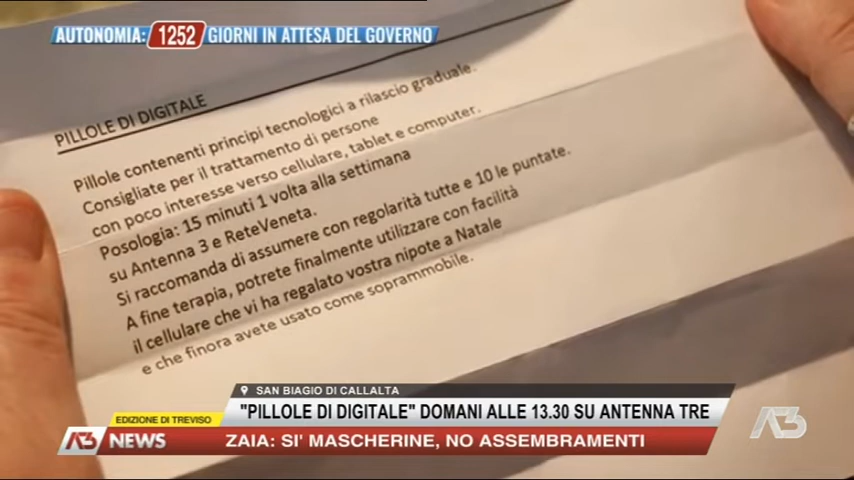 AUTONOMIA: 1252 GIORNI IN ATTESA DEL GOVERNO
PILLOLE DI DIGITALE
Pillole contenenti principi tecnologici a rilascio graduale.
Consigliate per il trattamento di persone
con poco interesse verso cellulare, tablet e computer.
Posologia: 15 minuti 1 volta alla settimana
su Antenna 3 e ReteVeneta.
Si raccomanda di assumere con regolarità tutte e 10 le puntate.
A fine terapia, potrete finalmente utilizzare con facilità
il cellulare che vi ha regalato vostra nipote a Natale
e che finora avete usato come soprammobile.
SAN BIAGIO DI CALLALTA
EDIZIONE DI TREVISO
"PILLOLE DI DIGITALE" DOMANI ALLE 13.30 SU ANTENNA TRE
A3 NEWS
ZAIA: SI' MASCHERINE, NO ASSEMBRAMENTI
A3